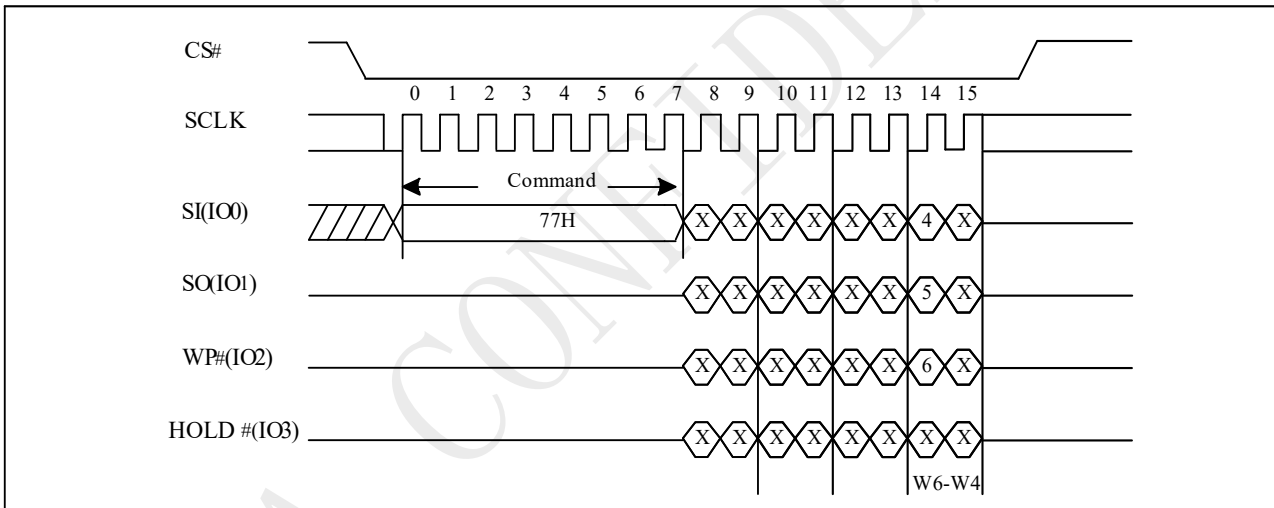 CS#
0 1 2 3 4 5 6 7 8 9 10 11 12 13 14 15
SCLK
Command
SI(IO0) 77H X X X X X X 4 X
SO(IO1) X X X X X X 5 X
WP#(IO2) X X X X X X 6 X
HOLD #(IO3) X X X X X X X X
W6-W4